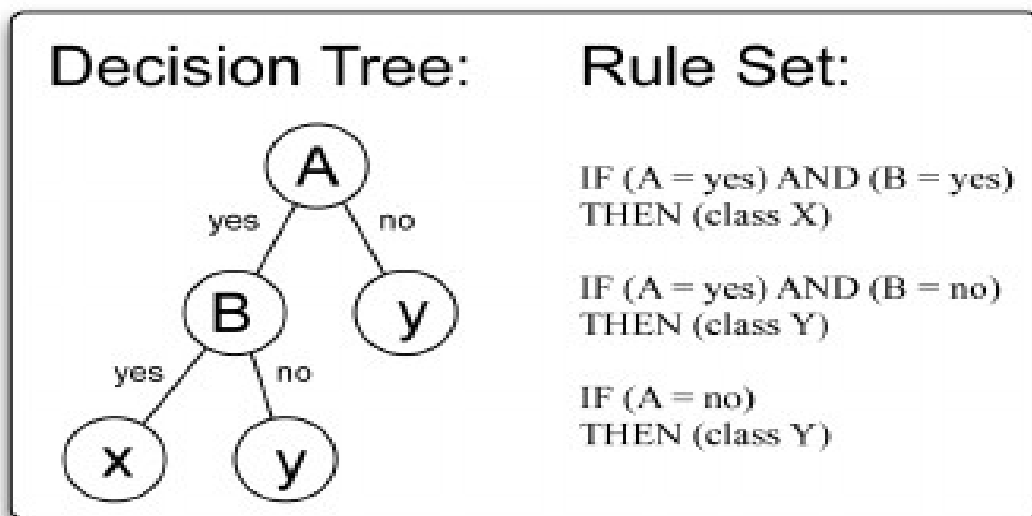 Decision Tree:
A
yes
no
B
y
yes
no
x
y
Rule Set:
IF (A = yes) AND (B = yes)
THEN (class X)
IF (A = yes) AND (B = no)
THEN (class Y)
IF (A = no)
THEN (class Y)